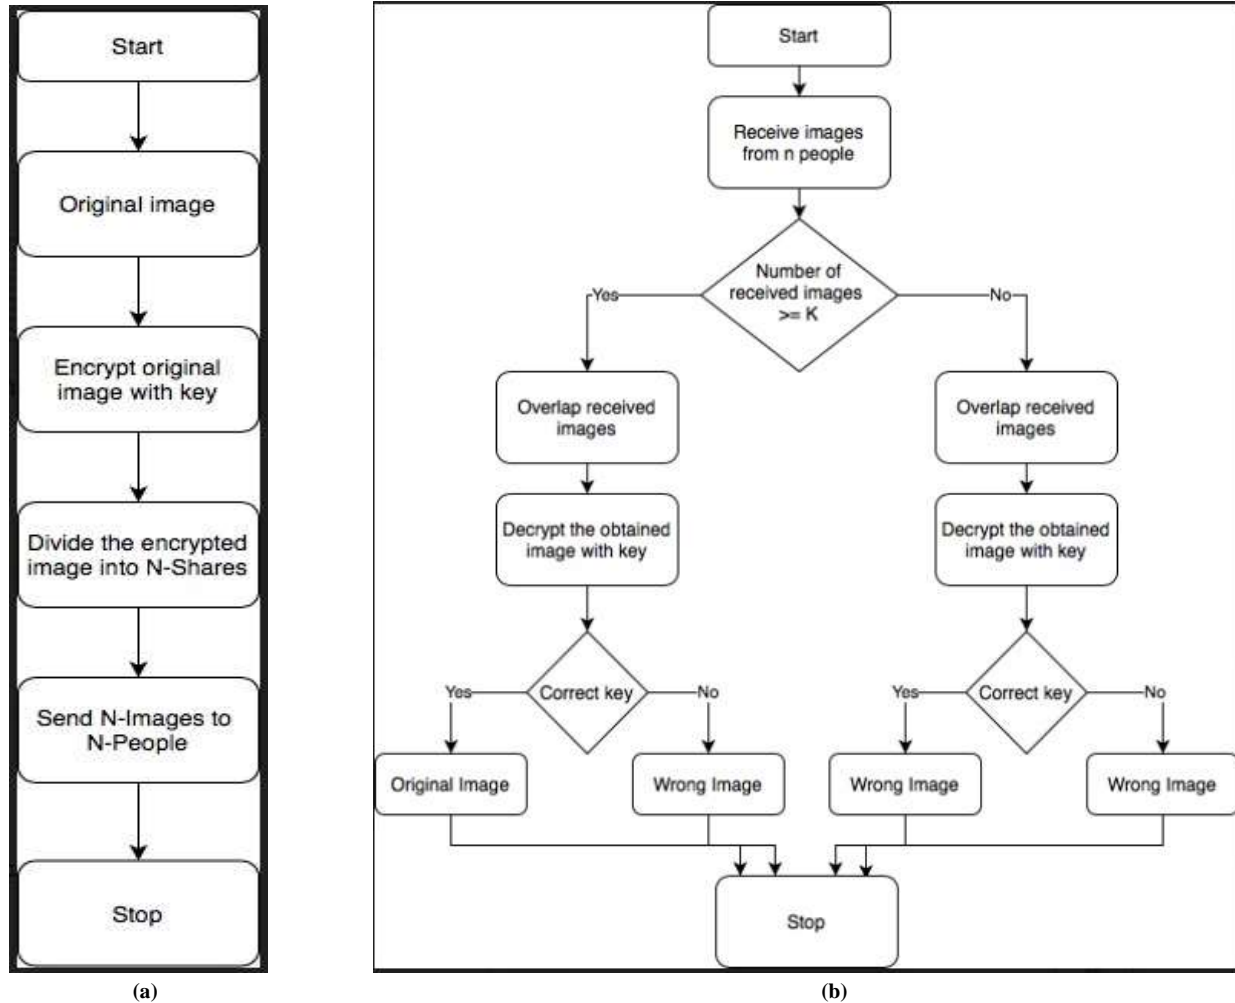 Start
Original image
Encrypt original
image with key
Divide the encrypted
image into N-Shares
Send N-Images to
N-People
Stop
(a)
Start
Receive images
from n people
Number of
received images
>= K
Yes
No
Overlap received
images
Overlap received
images
Decrypt the obtained
image with key
Decrypt the obtained
image with key
Yes
Correct key
No
Yes
Correct key
No
Original Image
Wrong Image
Wrong Image
Wrong Image
Stop
(b)